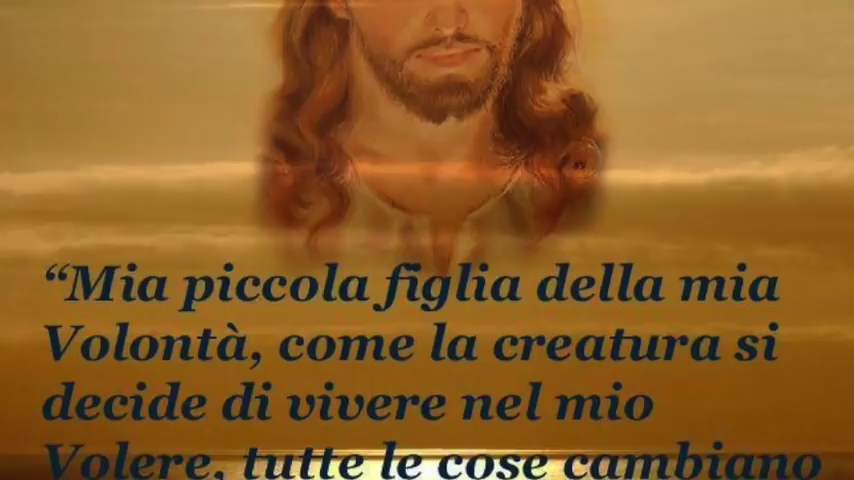 “Mia piccola figlia della mia
Volontà, come la creatura si
decide di vivere nel mio
Volere, tutte le cose cambiano